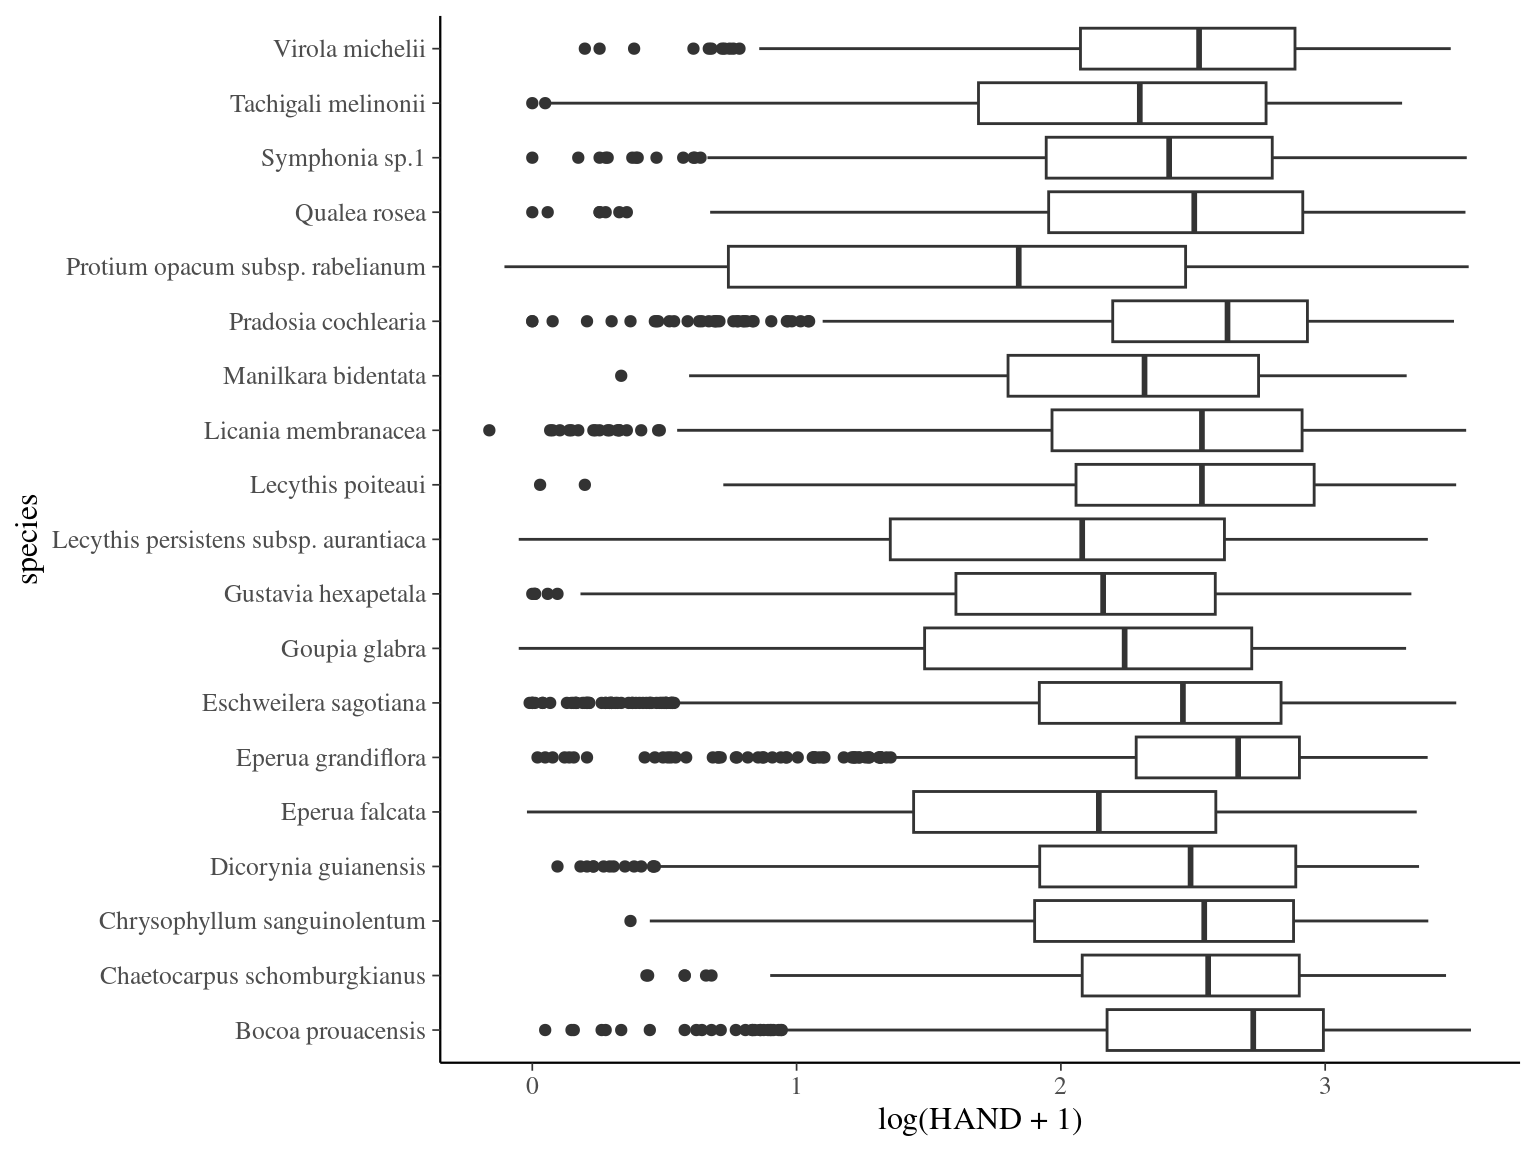 Virola michelii
Tachigali melinonii
Symphonia sp.1
Qualea rosea
Protium opacum subsp. rabelianum
Pradosia cochlearia
Manilkara bidentata
Licania membranacea
Lecythis poiteaui
Lecythis persistens subsp. aurantiaca
Gustavia hexapetala
Goupia glabra
Eschweilera sagotiana
Eperua grandiflora
Eperua falcata
Dicorynia guianensis
Chrysophyllum sanguinolentum
Chaetocarpus schomburgkianus
Bocoa prouacensis
species
0 1 2 3
log(HAND + 1)